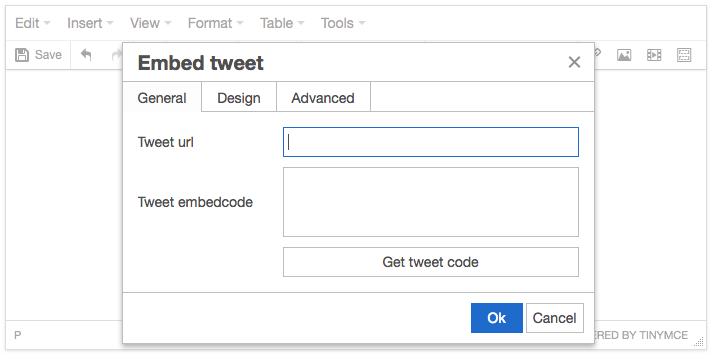 Edit Insert View Format Table Tools
Save
Embed tweet
General Design Advanced
Tweet url
Tweet embedcode
Get tweet code
Ok Cancel
P BY TINYMCE